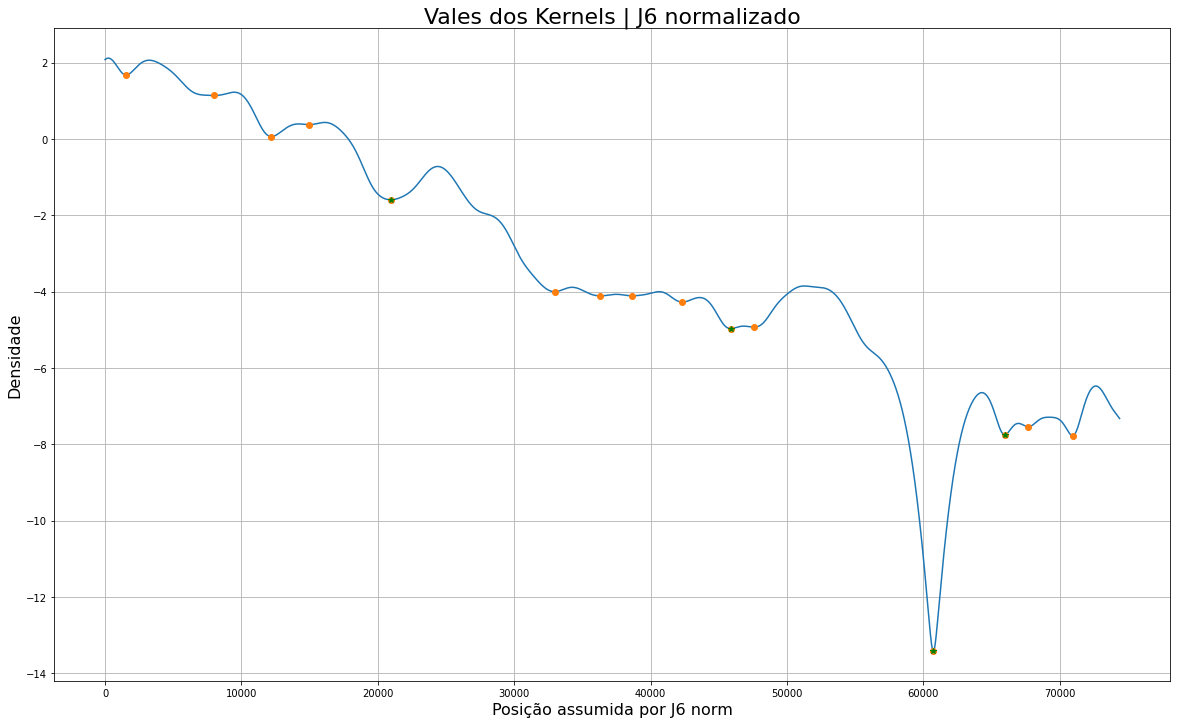 Vales dos Kernels | J6 normalizado
Densidade
2
0
−2
−4
−6
−8
−10
−12
−14
0 10000 20000 30000 40000 50000 60000 70000
Posição assumida por J6 norm